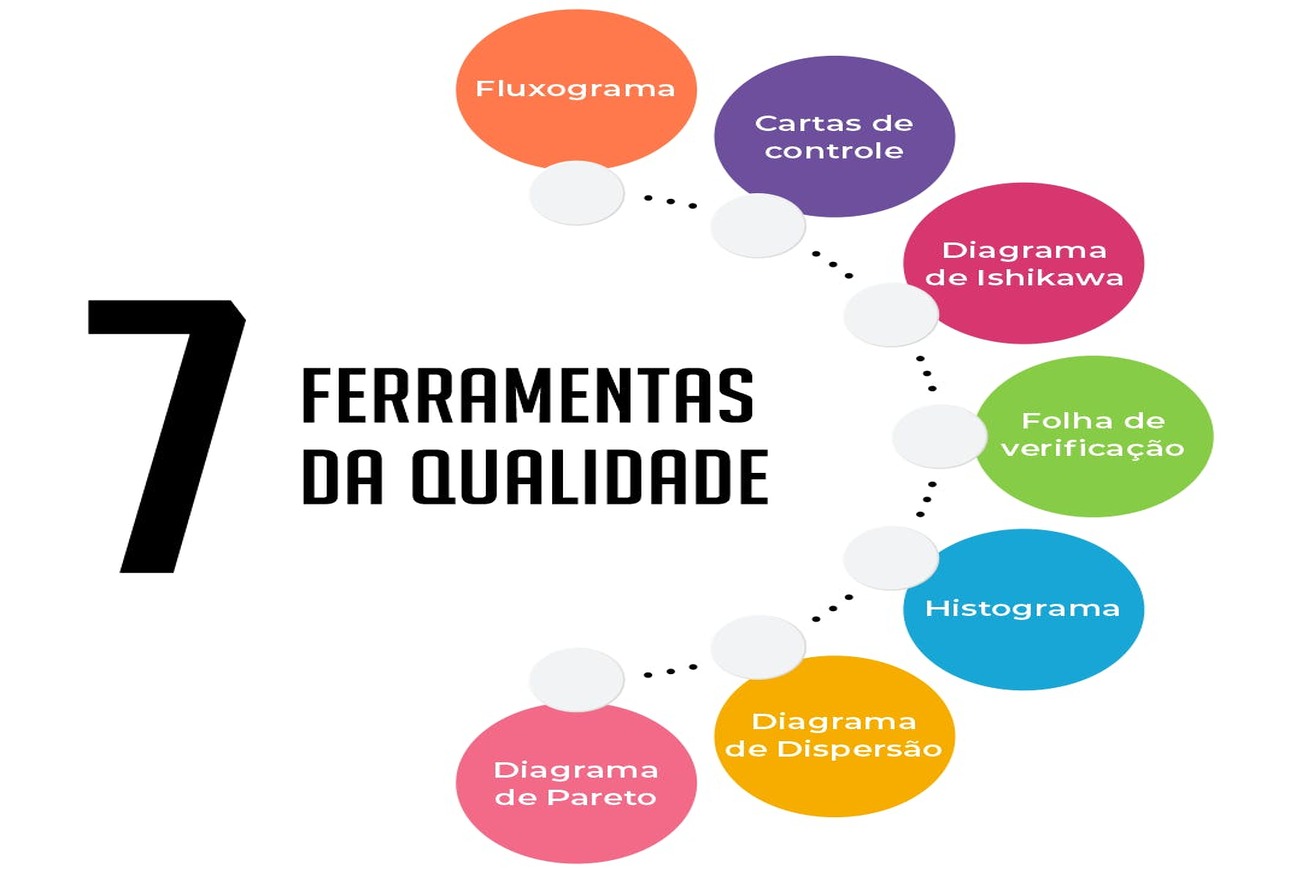 7
FERRAMENTAS
DA QUALIDADE
Fluxograma
Cartas de
controle
Diagrama
de Ishikawa
Folha de
verificação
Histograma
Diagrama
de Dispersão
Diagrama
de Pareto